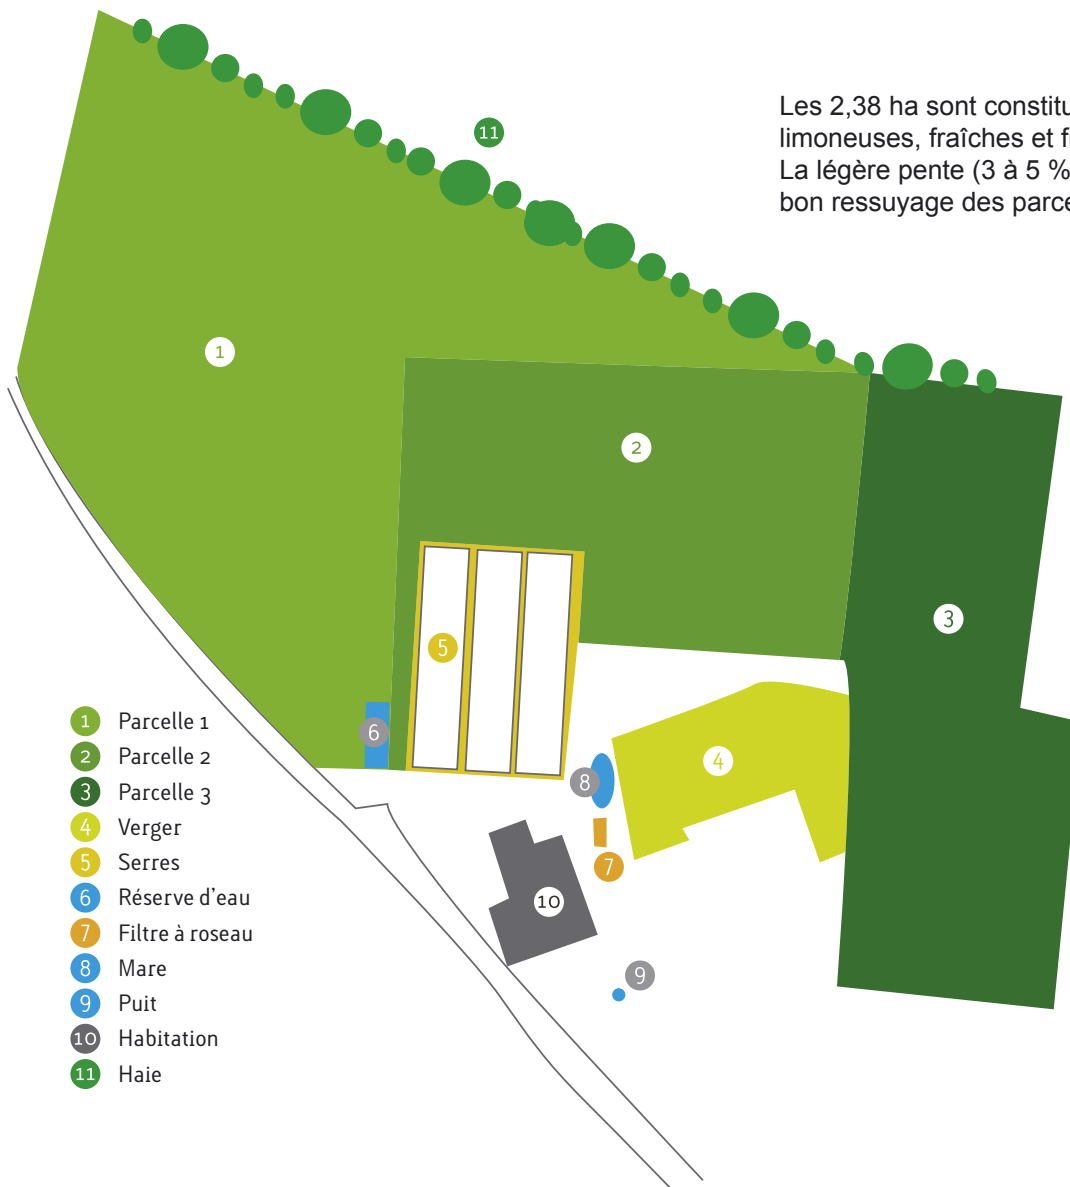 Les 2,38 ha sont constitu
limoneuses, fraîches et f
La légère pente (3 à 5 %
bon ressuyage des parce
11
1
2
3
5
6
4
8
7
10
9
1 Parcelle 1
2 Parcelle 2
3 Parcelle 3
4 Verger
5 Serres
6 Réserve d'eau
7 Filtre à roseau
8 Mare
9 Puit
10 Habitation
11 Haie